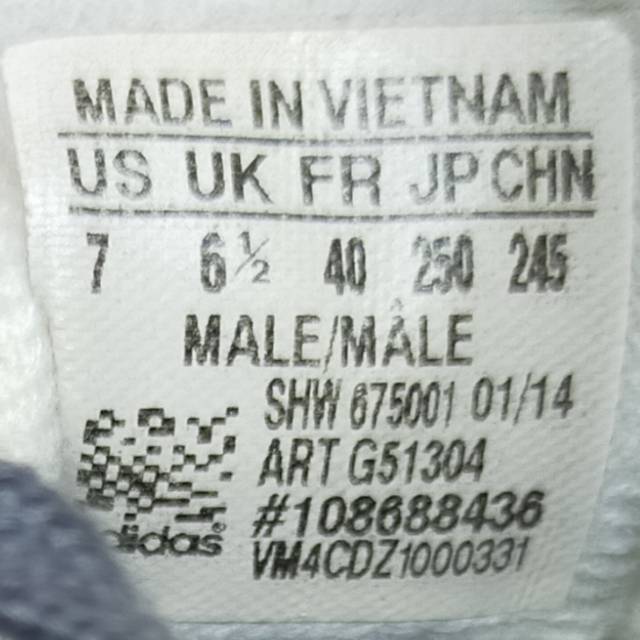 MADE IN VIETNAM
US UK FR JP CHN
7 6½ 40 250 245
MALE/MÂLE
SHW 675001 01/14
ART G51304
#108688436
adidas®
VM4CDZ1000331